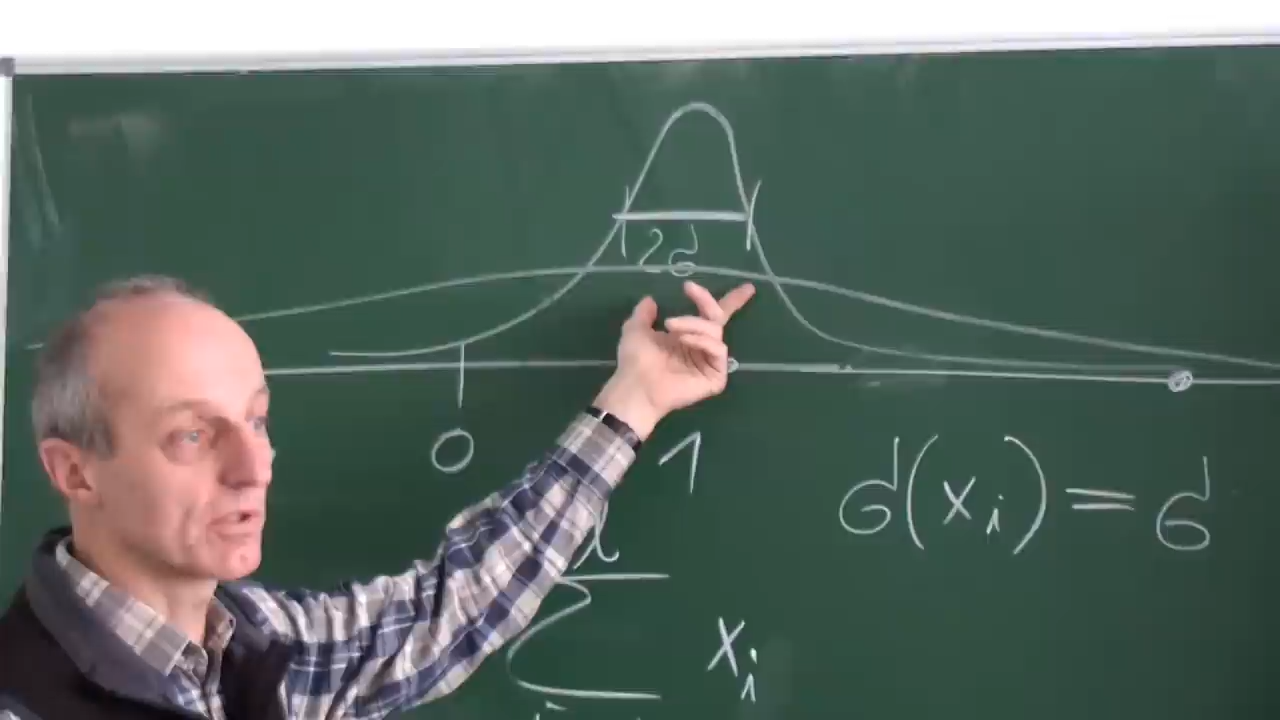 2σ
0 1
σ(xᵢ) = σ
∑ xᵢ